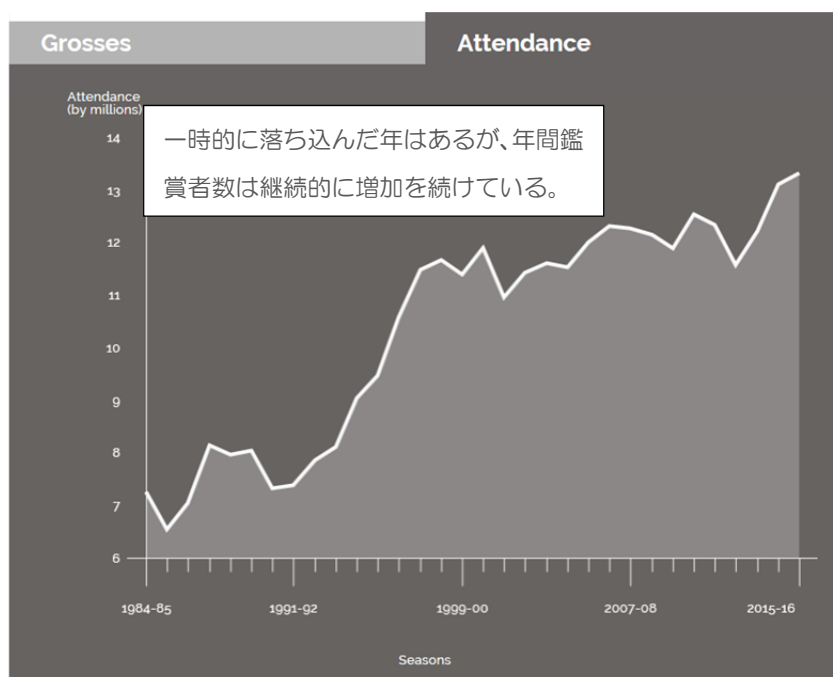 Grosses
Attendance
Attendance
(by millions)
一時的に落ち込んだ年はあるが、年間鑑
賞者数は継続的に増加を続けている。
14
13
12
11
10
9
8
7
6
1984-85
1991-92
1999-00
2007-08
2015-16
Seasons